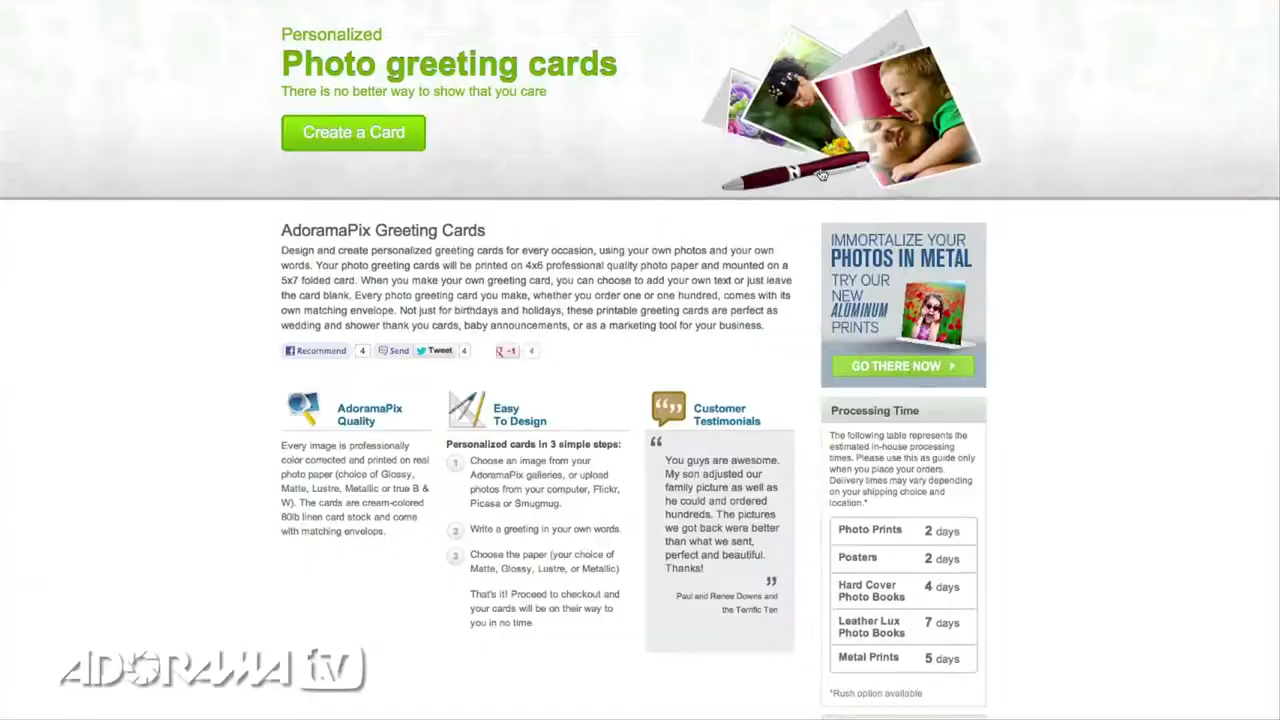 Personalized
Photo greeting cards
There is no better way to show that you care
Create a Card
AdoramaPix Greeting Cards
Design and create personalized greeting cards for every occasion, using your own photos and your own
words. Your photo greeting cards will be printed on 4x6 professional quality photo paper and mounted on a
5x7 folded card. When you make your own greeting card, you can choose to add your own text or just leave
the card blank. Every photo greeting card you make, whether you order one or one hundred, comes with its
own matching envelope. Not just for birthdays and holidays, these printable greeting cards are perfect as
wedding and shower thank you cards, baby announcements, or as a marketing tool for your business.
Recommend 4 Send Tweet 4 +1 4
AdoramaPix
Quality
Every image is professionally
color corrected and printed on real
photo paper (choice of Glossy,
Matte, Lustre, Metallic or true B &
W). The cards are cream-colored
80lb linen card stock and come
with matching envelops.
Easy
To Design
Personalized cards in 3 simple steps:
1 Choose an image from your
AdoramaPix galleries, or upload
photos from your computer, Flickr,
Picasa or Smugmug.
2 Write a greeting in your own words.
3 Choose the paper (your choice of
Matte, Glossy, Lustre, or Metallic)
That's it! Proceed to checkout and
your cards will be on their way to
you in no time.
Customer
Testimonials
“
You guys are awesome.
My son adjusted our
family picture as well as
he could and ordered
hundreds. The pictures
we got back were better
than what we sent,
perfect and beautiful.
Thanks!
”
Paul and Renee Downs and
the Terrific Ten
IMMORTALIZE YOUR
PHOTOS IN METAL
TRY OUR
NEW
ALUMINUM
PRINTS
GO THERE NOW
Processing Time
The following table represents the
estimated in-house processing
times. Please use this as guide only
when you place your orders.
Delivery times may vary depending
on your shipping choice and
location.*
Photo Prints 2 days
Posters 2 days
Hard Cover
Photo Books 4 days
Leather Lux
Photo Books 7 days
Metal Prints 5 days
*Rush option available
ADORAMA tv